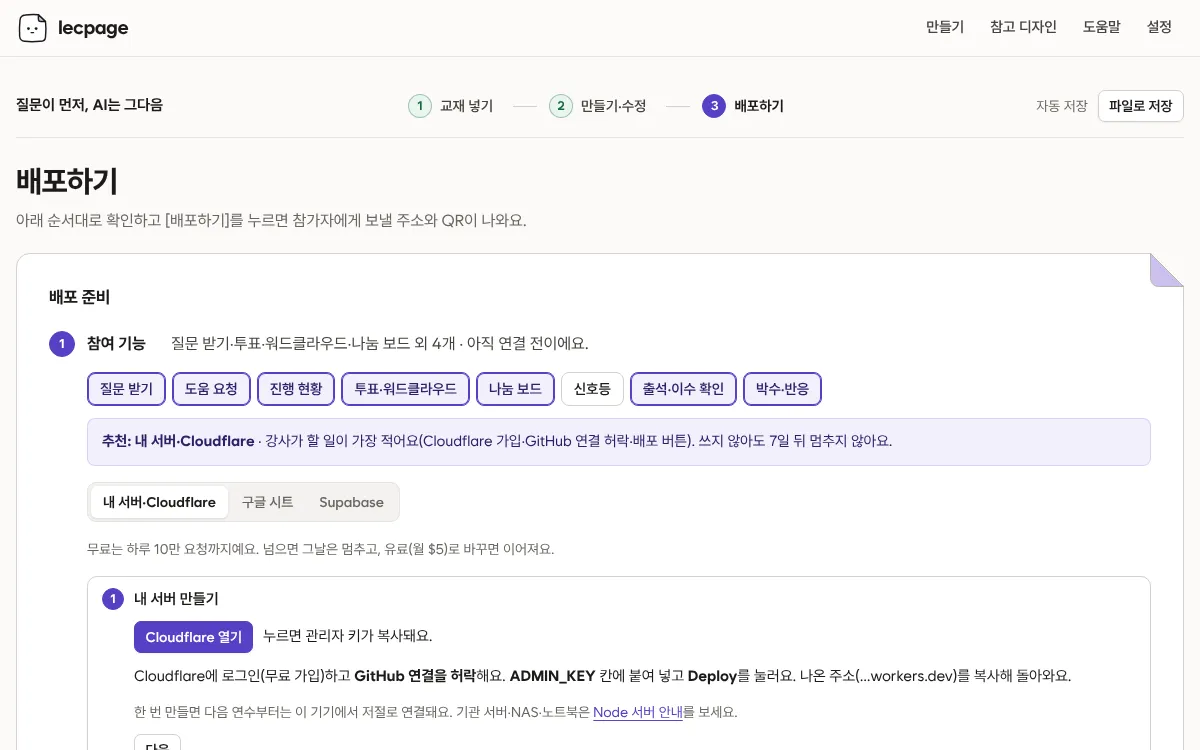 lecpage
만들기 참고 디자인 도움말 설정
질문이 먼저, AI는 그다음
1 교재 넣기 2 만들기·수정 3 배포하기
자동 저장 파일로 저장
배포하기
아래 순서대로 확인하고 [배포하기]를 누르면 참가자에게 보낼 주소와 QR이 나와요.
배포 준비
1 참여 기능 질문 받기·투표·워드클라우드·나눔 보드 외 4개 · 아직 연결 전이에요.
질문 받기 도움 요청 진행 현황 투표·워드클라우드 나눔 보드 신호등 출석·이수 확인 박수·반응
추천: 내 서버·Cloudflare · 강사가 할 일이 가장 적어요(Cloudflare 가입·GitHub 연결 허락·배포 버튼). 쓰지 않아도 7일 뒤 멈추지 않아요.
내 서버·Cloudflare 구글 시트 Supabase
무료는 하루 10만 요청까지예요. 넘으면 그날은 멈추고, 유료(월 $5)로 바꾸면 이어져요.
1 내 서버 만들기
Cloudflare 열기 누르면 관리자 키가 복사돼요.
Cloudflare에 로그인(무료 가입)하고 GitHub 연결을 허락해요. ADMIN_KEY 칸에 붙여 넣고 Deploy를 눌러요. 나온 주소(...workers.dev)를 복사해 돌아와요.
한 번 만들면 다음 연수부터는 이 기기에서 저절로 연결돼요. 기관 서버·NAS·노트북은 Node 서버 안내를 보세요.
다음